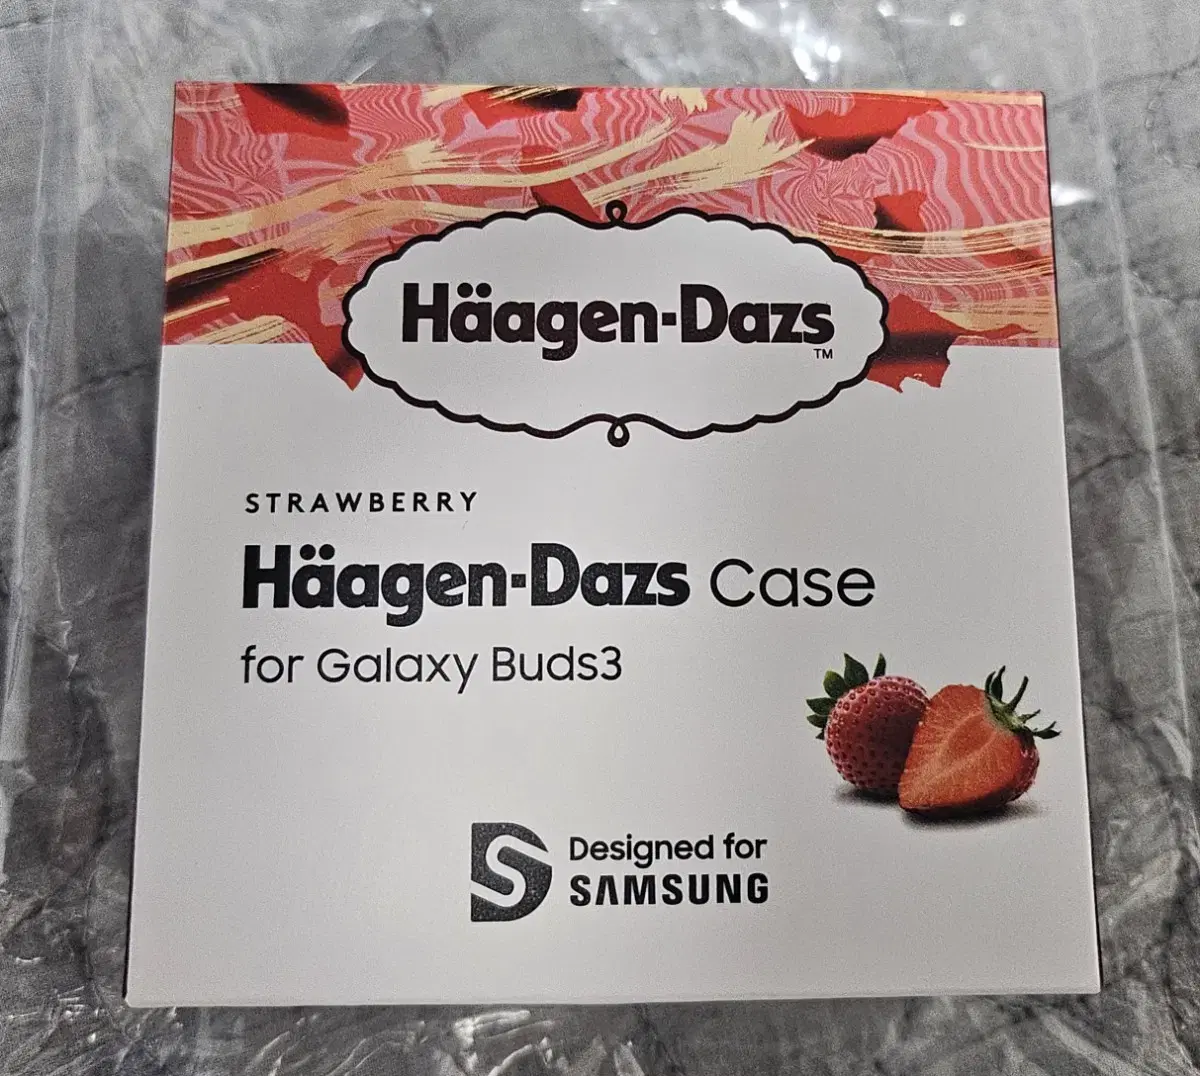 Häagen-Dazs
TM
STRAWBERRY
Häagen-Dazs Case
for Galaxy Buds3
Designed for
SAMSUNG